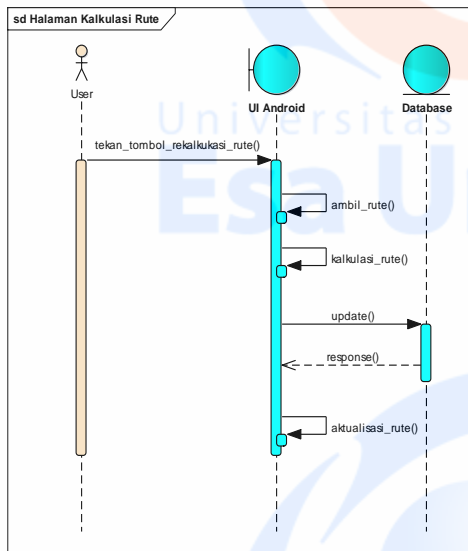 sd Halaman Kalkulasi Rute
User
UI Android
Database
Universitas
Esa U
tekan_tombol_rekalkukasi_rute()
ambil_rute()
kalkulasi_rute()
update()
response()
aktualisasi_rute()